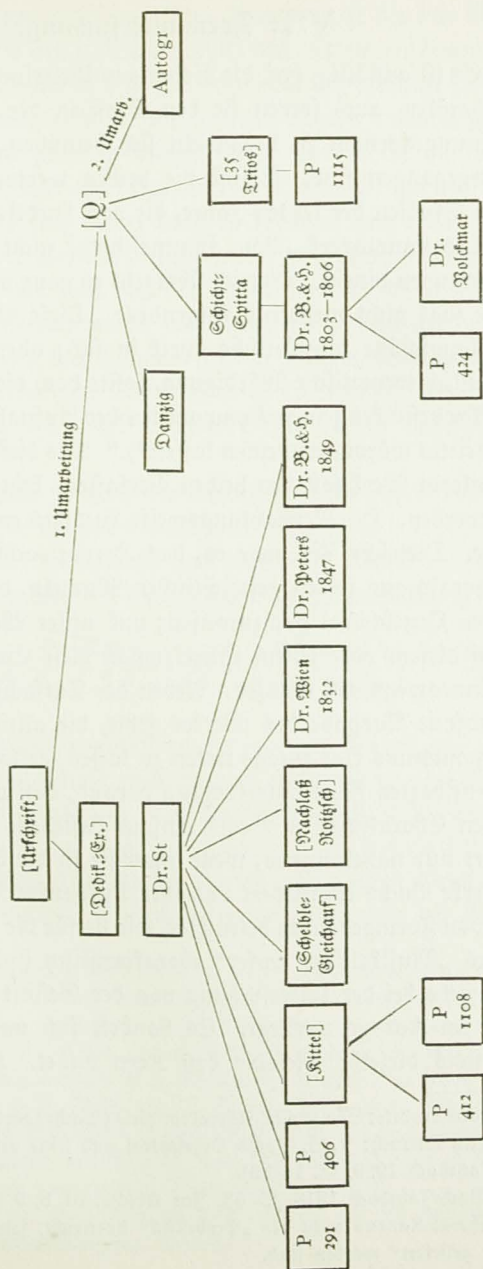 [Urschrift]
1. Umarbeitung
[Q]
2. Umarb.
Autogr
[Dedik.-Ex.]
Dr. St
Danzig
Schicht-
Spitta
[35
Trios]
P
291
P
406
[Kittel]
[Schelble-
Gleichauf]
[Nachlaß
Roitzsch]
Dr. Wien
1832
Dr. Peters
1847
Dr. B.&H.
1849
Dr. B.&H.
1803—1806
P
1115
P
412
P
1108
P
424
Dr.
Volckmar